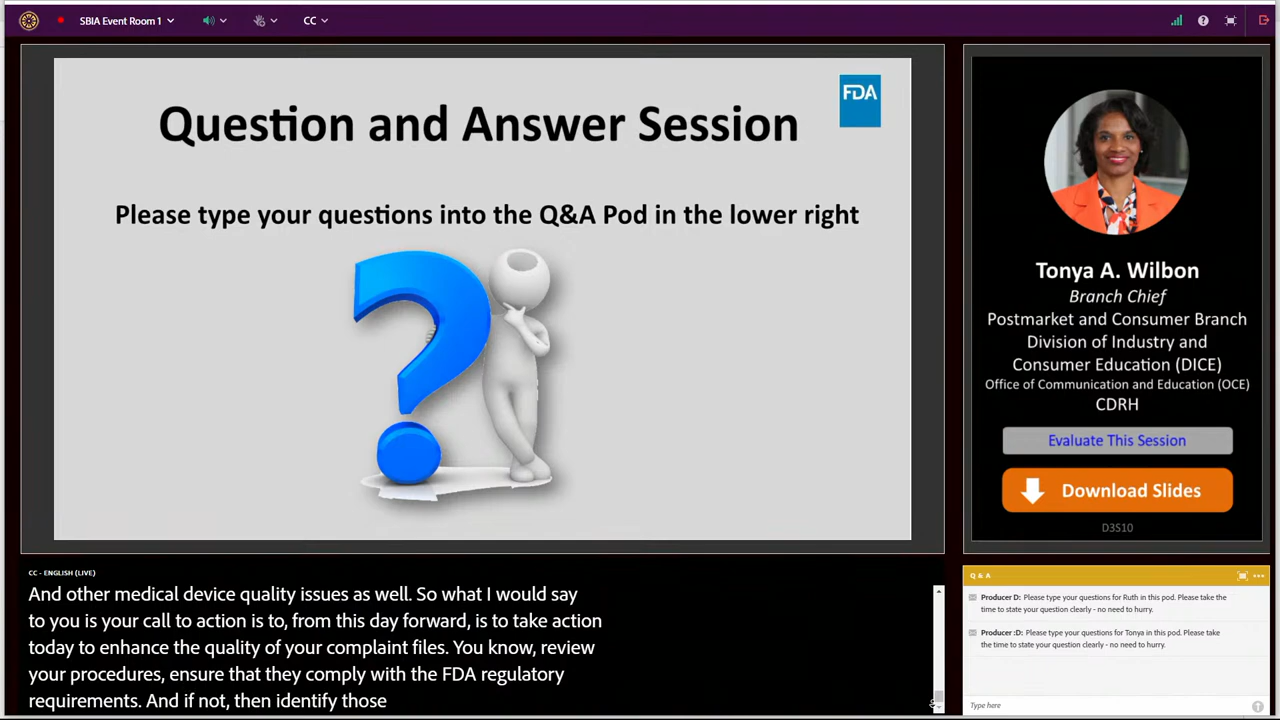 SBIA Event Room 1
CC
FDA
Question and Answer Session
Please type your questions into the Q&A Pod in the lower right
Tonya A. Wilbon
Branch Chief
Postmarket and Consumer Branch
Division of Industry and
Consumer Education (DICE)
Office of Communication and Education (OCE)
CDRH
Evaluate This Session
Download Slides
D3S10
CC - ENGLISH (LIVE)
And other medical device quality issues as well. So what I would say
to you is your call to action is to, from this day forward, is to take action
today to enhance the quality of your complaint files. You know, review
your procedures, ensure that they comply with the FDA regulatory
requirements. And if not, then identify those
Q & A
Producer D: Please type your questions for Ruth in this pod. Please take the
time to state your question clearly - no need to hurry.
Producer :D: Please type your questions for Tonya in this pod. Please take
the time to state your question clearly - no need to hurry.
Type here